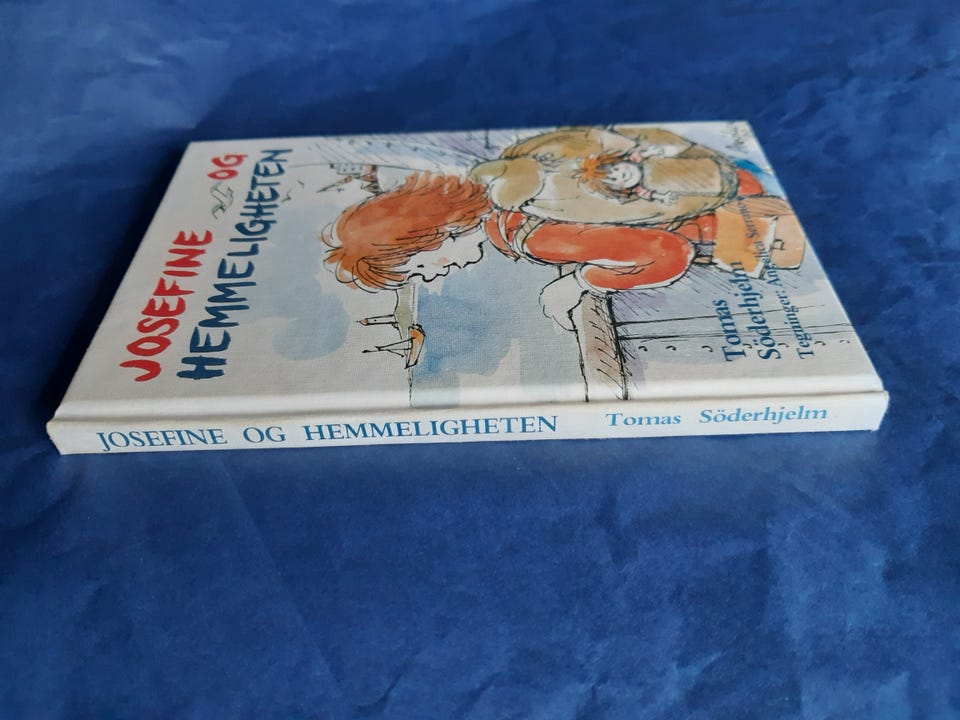 JOSEFINE OG
HEMMELIGHETEN
Tomas
Söderhjelm
Tegninger:
JOSEFINE OG HEMMELIGHETEN Tomas Söderhjelm